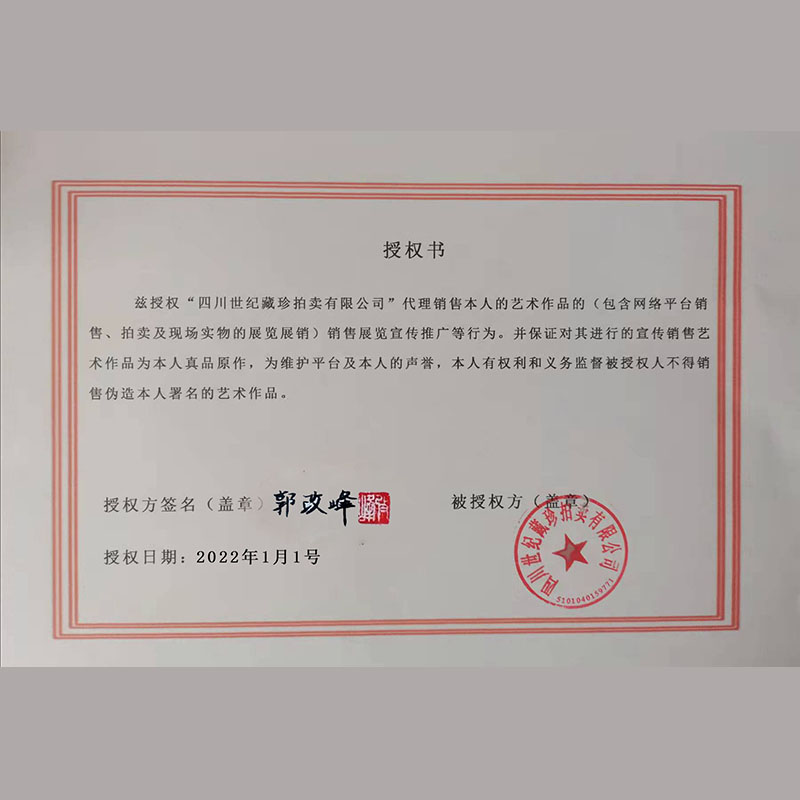 授权书
兹授权“四川世纪藏珍拍卖有限公司”代理销售本人的艺术作品的（包含网络平台销
售、拍卖及现场实物的展览展销）销售展览宣传推广等行为。并保证对其进行的宣传销售艺
术作品为本人真品原作，为维护平台及本人的声誉，本人有权利和义务监督被授权人不得销
售伪造本人署名的艺术作品。
授权方签名（盖章）郭改峰
被授权方（盖章）
四川世纪藏珍拍卖有限公司
5101040159771
授权日期：2022年1月1号